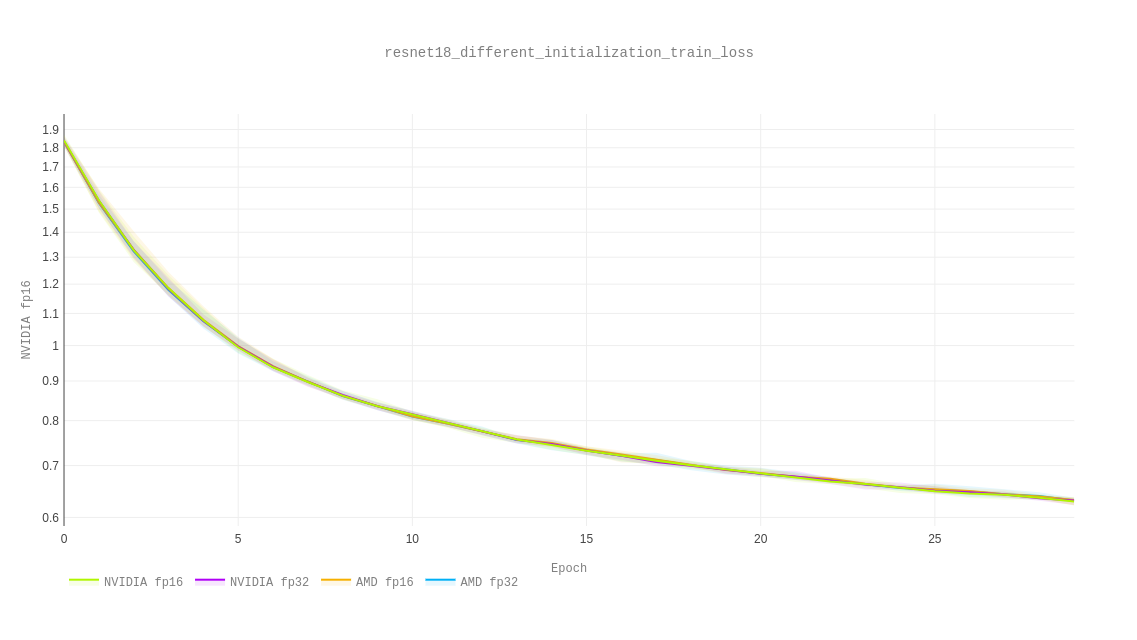 resnet18_different_initialization_train_loss
1.9
1.8
1.7
1.6
1.5
1.4
1.3
1.2
1.1
1
0.9
0.8
0.7
0.6
NVIDIA fp16
0 5 10 15 20 25
Epoch
NVIDIA fp16 NVIDIA fp32 AMD fp16 AMD fp32